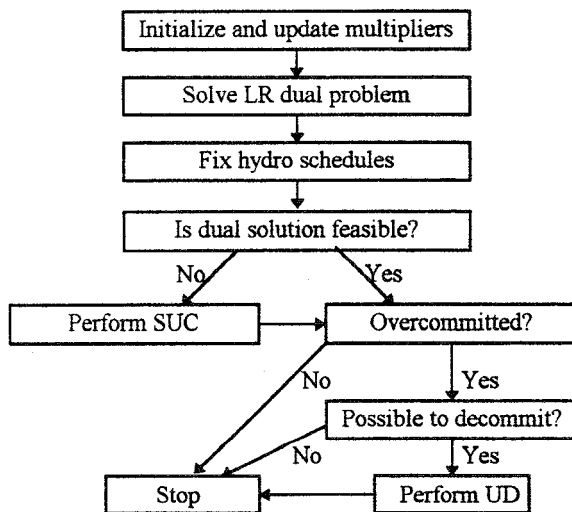 Initialize and update multipliers
Solve LR dual problem
Fix hydro schedules
Is dual solution feasible?
No
Yes
Perform SUC
Overcommitted?
No
Yes
Possible to decommit?
No
Yes
Stop
Perform UD